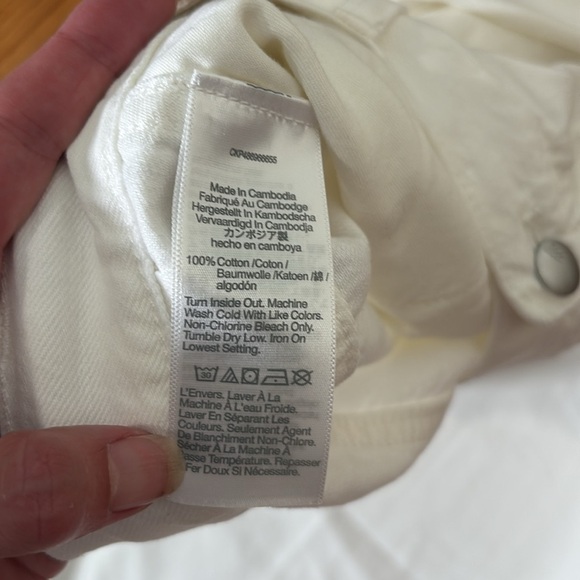 Made In Cambodia
Fabriqué Au Cambodge
Hergestellt In Kambodscha
Vervaardigd In Cambodja
カンボジア製
hecho en camboya
100% Cotton /Coton /
Baumwolle /Katoen /綿 /
algodón
Turn Inside Out. Machine
Wash Cold With Like Colors.
Non-Chlorine Bleach Only.
Tumble Dry Low. Iron On
Lowest Setting.
30
L'Envers. Laver À La
Machine À L'eau Froide.
Laver En Séparant Les
Couleurs. Seulement Agent
De Blanchiment Non-Chlore.
Sécher À La Machine À
Température. Repasser
Fer Doux Si Nécessaire.